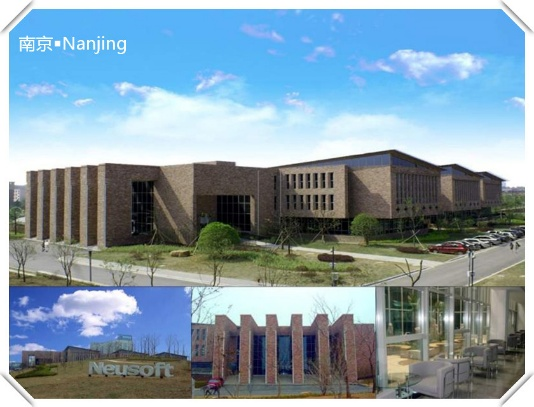 南京▪Nanjing
Neusoft